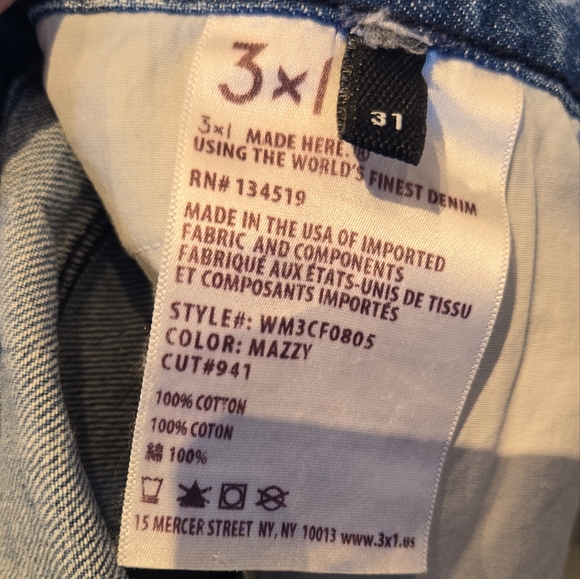 3x1
31
3x1 MADE HERE.®
USING THE WORLD'S FINEST DENIM
RN# 134519
MADE IN THE USA OF IMPORTED
FABRIC AND COMPONENTS
FABRIQUÉ AUX ÉTATS-UNIS DE TISSU
ET COMPOSANTS IMPORTÉS
STYLE#: WM3CF0805
COLOR: MAZZY
CUT#941
100% COTTON
100% COTON
綿 100%
15 MERCER STREET NY, NY 10013 www.3x1.us